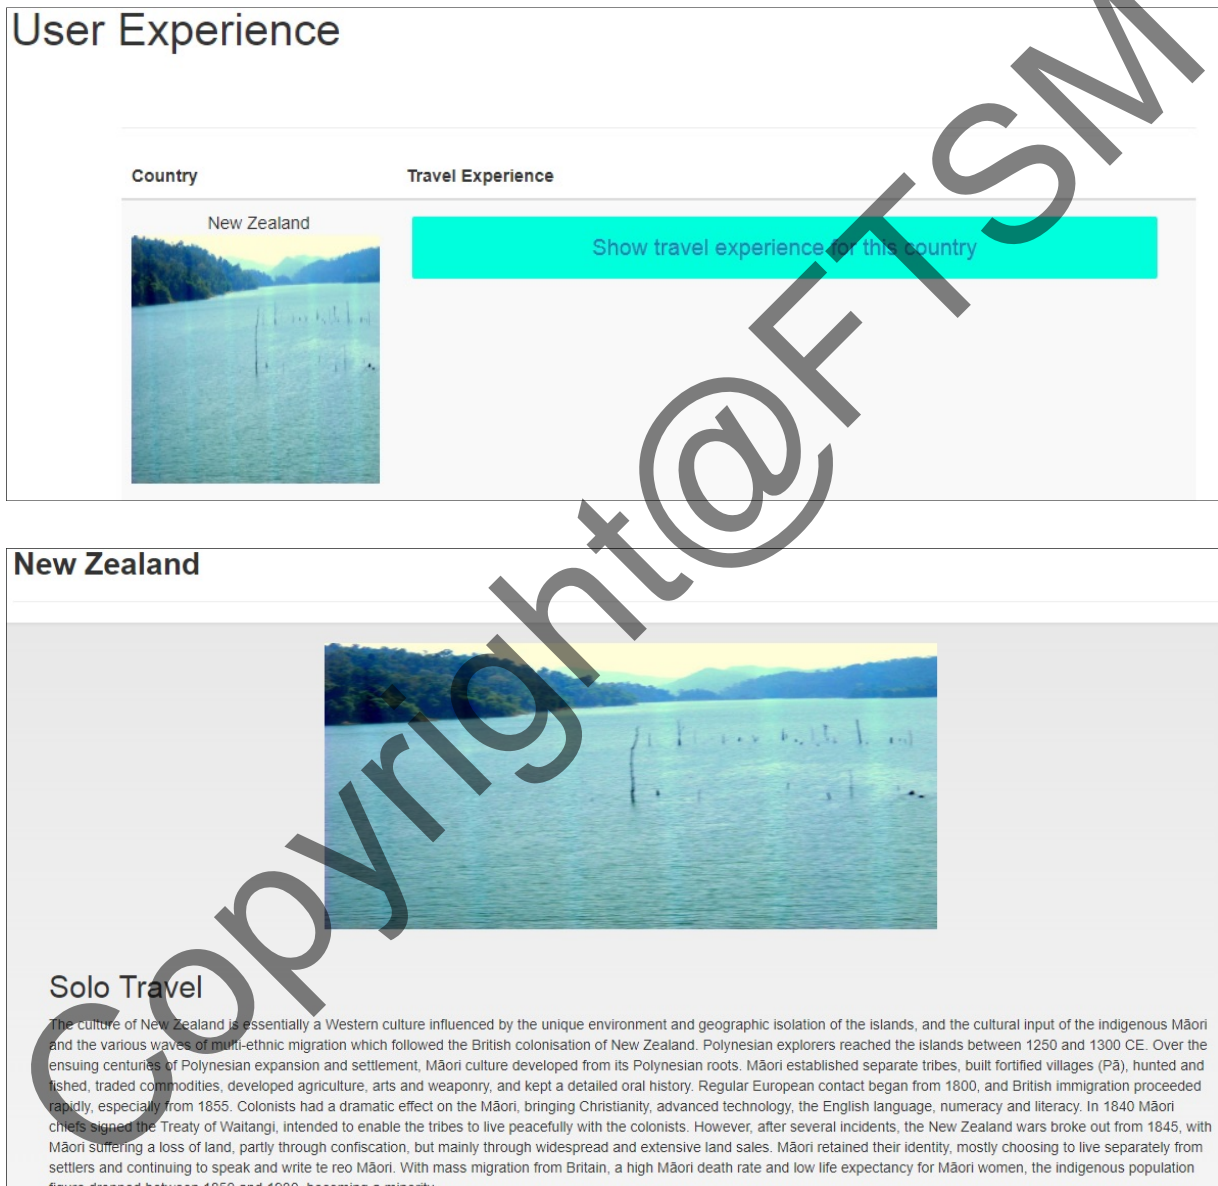 User Experience
Country Travel Experience
New Zealand
Show travel experience for this country
New Zealand
Solo Travel
The culture of New Zealand is essentially a Western culture influenced by the unique environment and geographic isolation of the islands, and the cultural input of the indigenous Māori
and the various waves of multi-ethnic migration which followed the British colonisation of New Zealand. Polynesian explorers reached the islands between 1250 and 1300 CE. Over the
ensuing centuries of Polynesian expansion and settlement, Māori culture developed from its Polynesian roots. Māori established separate tribes, built fortified villages (Pā), hunted and
fished, traded commodities, developed agriculture, arts and weaponry, and kept a detailed oral history. Regular European contact began from 1800, and British immigration proceeded
rapidly, especially from 1855. Colonists had a dramatic effect on the Māori, bringing Christianity, advanced technology, the English language, numeracy and literacy. In 1840 Māori
chiefs signed the Treaty of Waitangi, intended to enable the tribes to live peacefully with the colonists. However, after several incidents, the New Zealand wars broke out from 1845, with
Māori suffering a loss of land, partly through confiscation, but mainly through widespread and extensive land sales. Māori retained their identity, mostly choosing to live separately from
settlers and continuing to speak and write te reo Māori. With mass migration from Britain, a high Māori death rate and low life expectancy for Māori women, the indigenous population
Copyright@FTSM